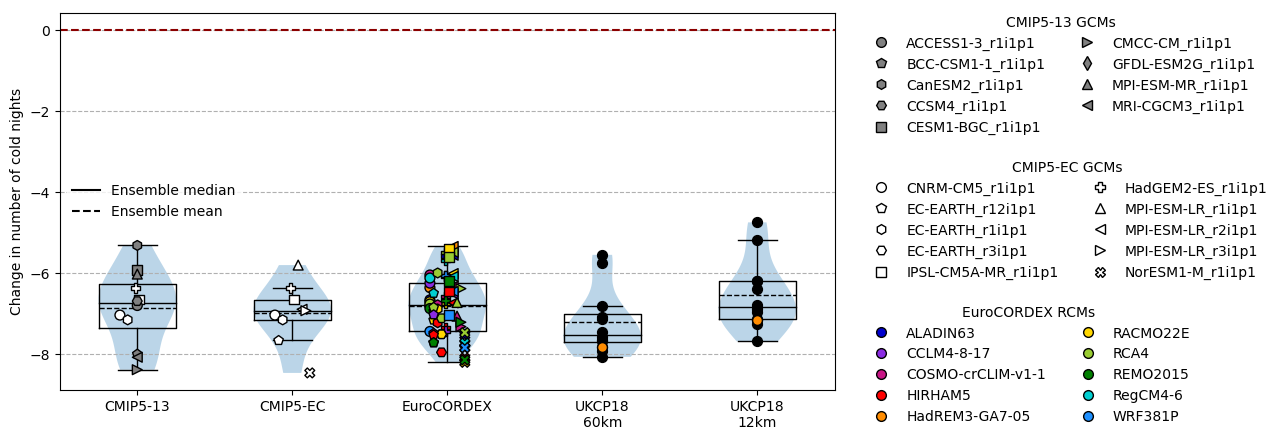 Change in number of cold nights
0
−2
−4
−6
−8
Ensemble median
Ensemble mean
CMIP5-13
CMIP5-EC
EuroCORDEX
UKCP18
60km
UKCP18
12km
CMIP5-13 GCMs
ACCESS1-3_r1i1p1
BCC-CSM1-1_r1i1p1
CanESM2_r1i1p1
CCSM4_r1i1p1
CESM1-BGC_r1i1p1
CMCC-CM_r1i1p1
GFDL-ESM2G_r1i1p1
MPI-ESM-MR_r1i1p1
MRI-CGCM3_r1i1p1
CMIP5-EC GCMs
CNRM-CM5_r1i1p1
EC-EARTH_r12i1p1
EC-EARTH_r1i1p1
EC-EARTH_r3i1p1
IPSL-CM5A-MR_r1i1p1
HadGEM2-ES_r1i1p1
MPI-ESM-LR_r1i1p1
MPI-ESM-LR_r2i1p1
MPI-ESM-LR_r3i1p1
NorESM1-M_r1i1p1
EuroCORDEX RCMs
ALADIN63
CCLM4-8-17
COSMO-crCLIM-v1-1
HIRHAM5
HadREM3-GA7-05
RACMO22E
RCA4
REMO2015
RegCM4-6
WRF381P